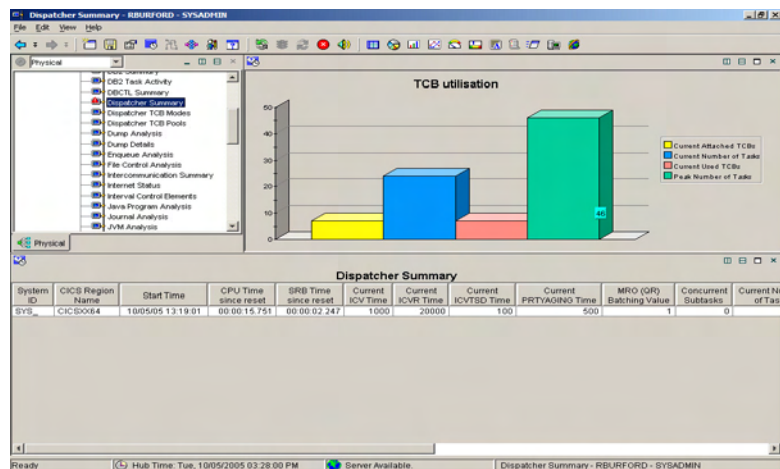 Dispatcher Summary - RBURFORD - SYSADMIN
File Edit View Help
Physical
DB2 Summary
DB2 Task Activity
DBCTL Summary
Dispatcher Summary
Dispatcher TCB Modes
Dispatcher TCB Pools
Dump Analysis
Dump Details
Enqueue Analysis
File Control Analysis
Intercommunication Summary
Internet Status
Interval Control Elements
Java Program Analysis
Journal Analysis
JVM Analysis
Physical
TCB utilisation
50
40
30
20
10
0
46
Current Attached TCBs
Current Number of Tasks
Current Used TCBs
Peak Number of Tasks
Dispatcher Summary
System ID CICS Region Name Start Time CPU Time since reset SRB Time since reset Current ICV Time Current ICVR Time Current ICVTSD Time Current PRTYAGING Time MRO (QR) Batching Value Concurrent Subtasks Current Nu of Tas
SYS_ CICSXX64 10/05/05 13:19:01 00:00:15.751 00:00:02.247 1000 20000 100 500 1 0
Ready Hub Time: Tue, 10/05/2005 03:28:00 PM Server Available. Dispatcher Summary - RBURFORD - SYSADMIN